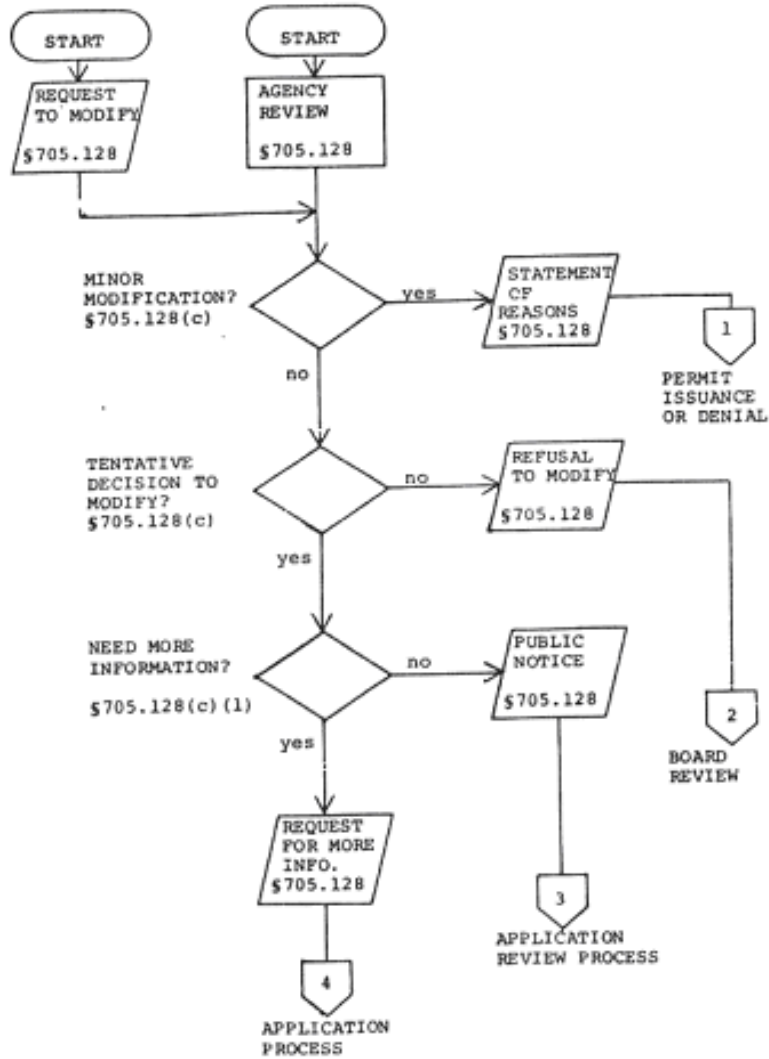 START
START
REQUEST
TO MODIFY
§705.128
AGENCY
REVIEW
§705.128
MINOR
MODIFICATION?
§705.128(c)
yes
STATEMENT
OF
REASONS
§705.128
1
PERMIT
ISSUANCE
OR DENIAL
no
TENTATIVE
DECISION TO
MODIFY?
§705.128(c)
no
REFUSAL
TO MODIFY
§705.128
yes
NEED MORE
INFORMATION?
§705.128(c)(1)
no
PUBLIC
NOTICE
§705.128
2
BOARD
REVIEW
yes
REQUEST
FOR MORE
INFO.
§705.128
3
APPLICATION
REVIEW PROCESS
4
APPLICATION
PROCESS